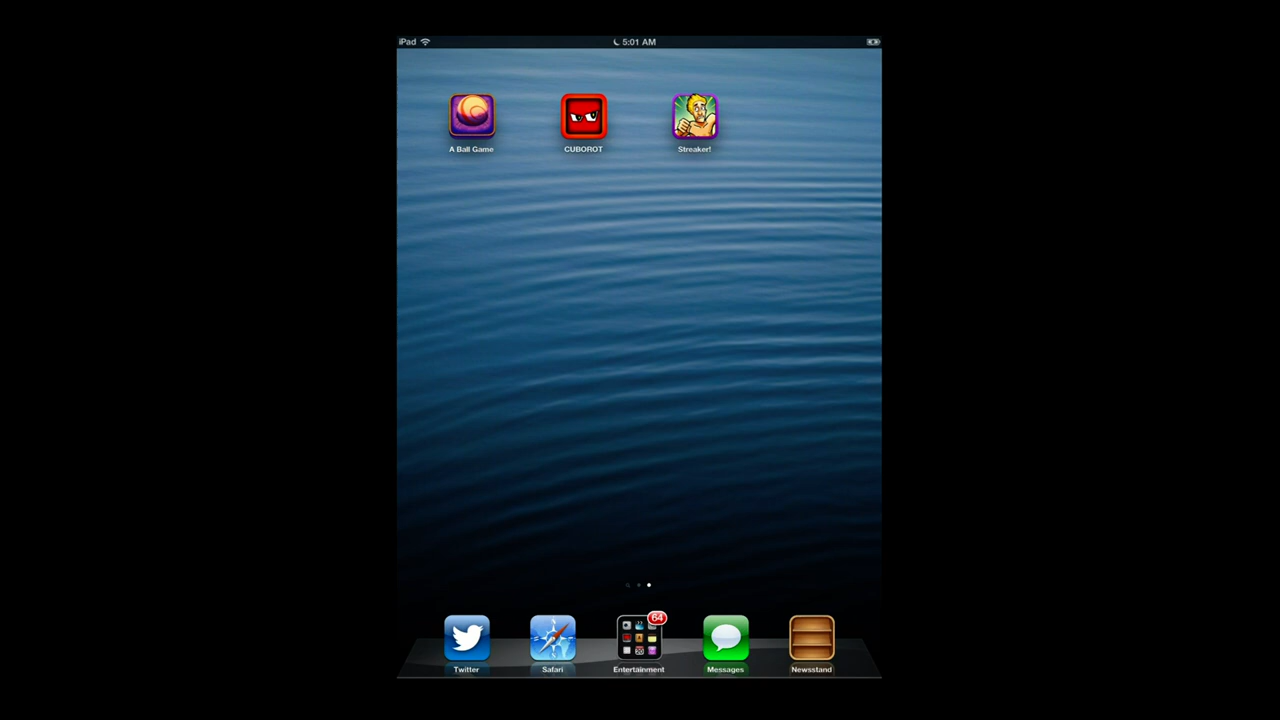 iPad 5:01 AM
A Ball Game CUBOROT Streaker!
64
Twitter Safari Entertainment Messages Newsstand